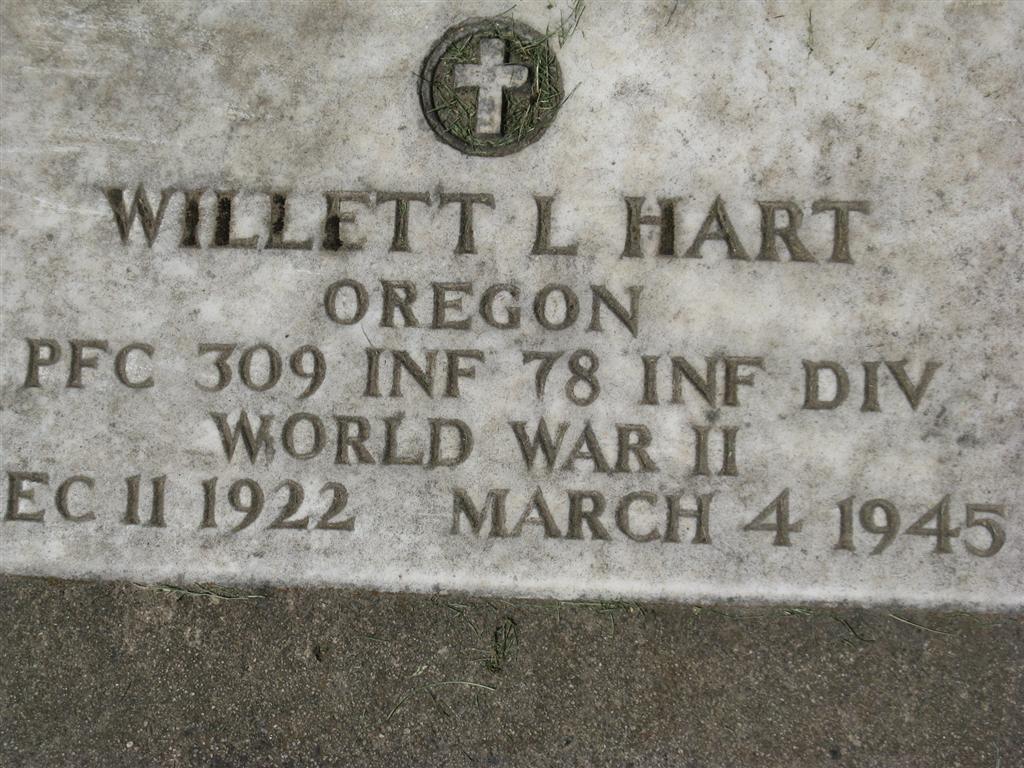 WILLETT L HART
OREGON
PFC 309 INF 78 INF DIV
WORLD WAR II
EC 11 1922 MARCH 4 1945